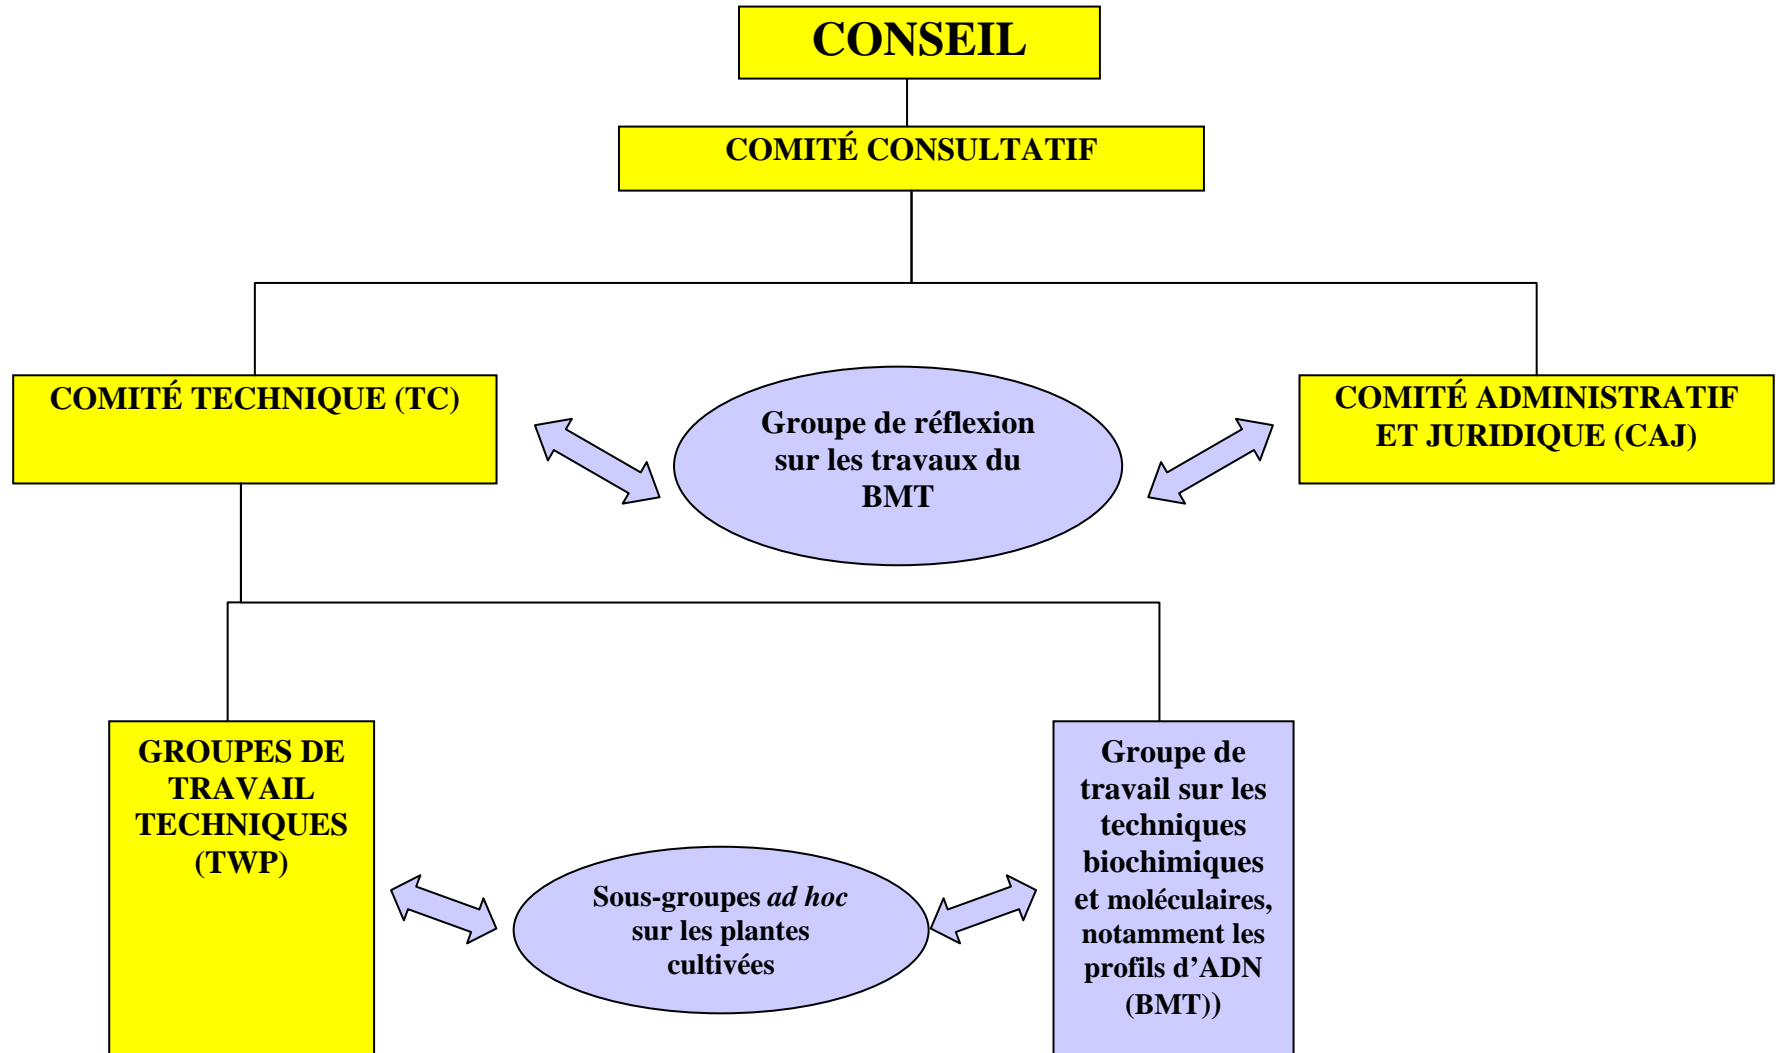 CONSEIL
COMITÉ CONSULTATIF
COMITÉ TECHNIQUE (TC)
Groupe de réflexion
sur les travaux du
BMT
COMITÉ ADMINISTRATIF
ET JURIDIQUE (CAJ)
GROUPES DE
TRAVAIL
TECHNIQUES
(TWP)
Sous-groupes ad hoc
sur les plantes
cultivées
Groupe de
travail sur les
techniques
biochimiques
et moléculaires,
notamment les
profils d’ADN
(BMT))